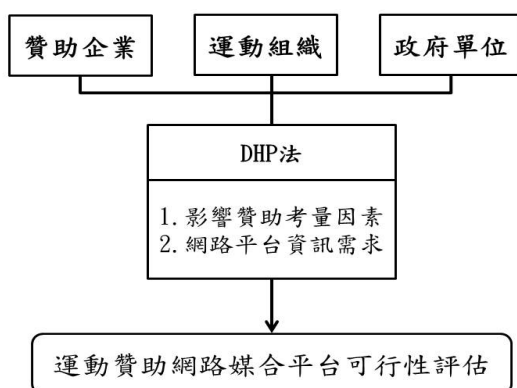 贊助企業
運動組織
政府單位
DHP法
1.影響贊助考量因素
2.網路平台資訊需求
運動贊助網路媒合平台可行性評估